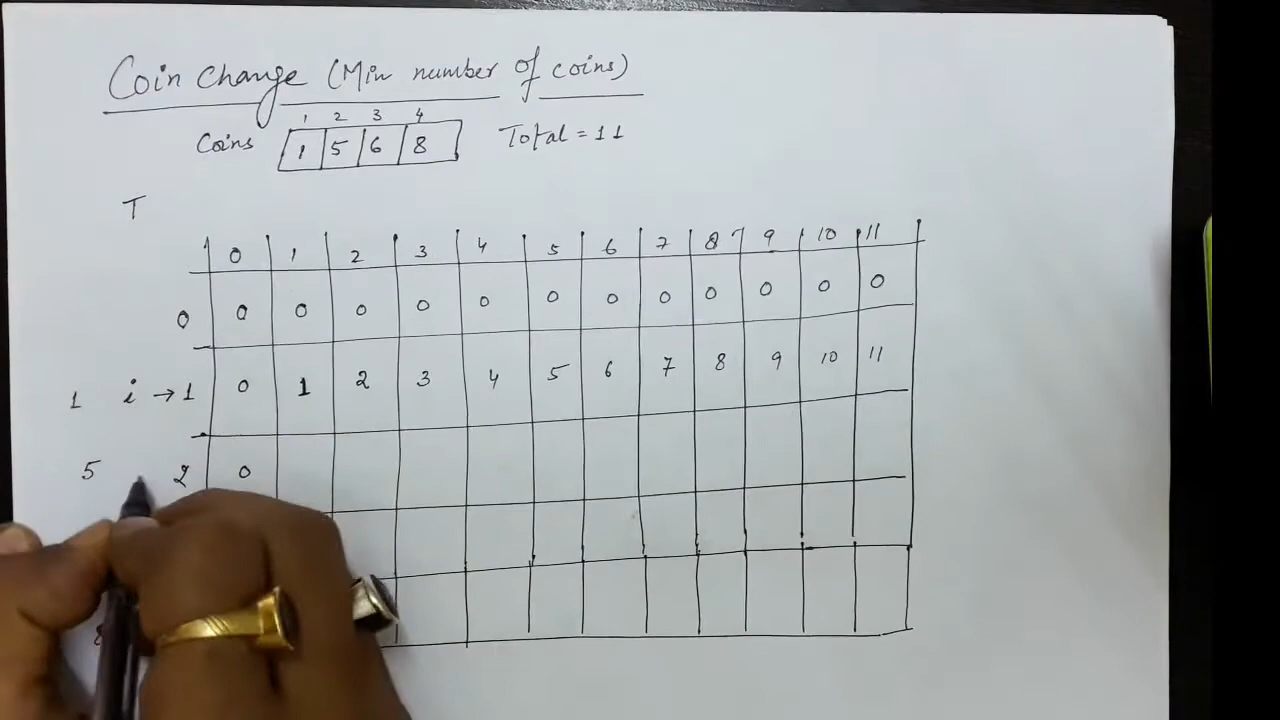 Coin Change (Min number of coins)
1 2 3 4
Coins 1 5 6 8 Total = 11
T
0 1 2 3 4 5 6 7 8 9 10 11
0 0 0 0 0 0 0 0 0 0 0 0 0
1 i → 1 0 1 2 3 4 5 6 7 8 9 10 11
5 2 0